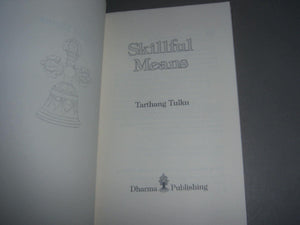 Skillful
Means
Tarthang Tulku
Dharma Publishing